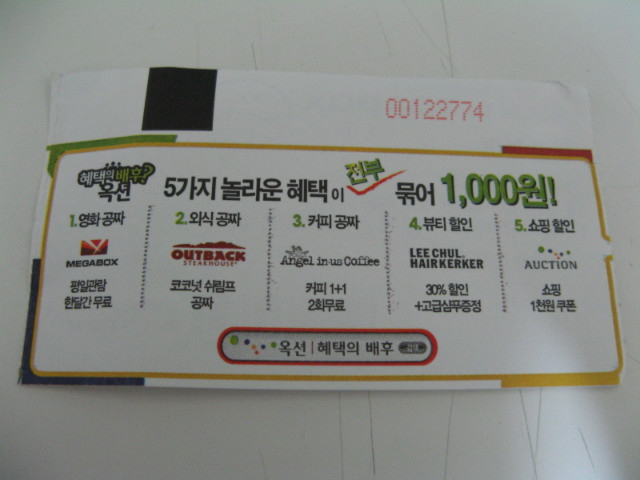 00122774
혜택의 배후?
옥션
5가지 놀라운 혜택이 전부 묶어 1,000원!
1. 영화 공짜
MEGABOX
평일관람
한달간 무료
2. 외식 공짜
OUTBACK
STEAKHOUSE
코코넛 쉬림프
공짜
3. 커피 공짜
Angel in us Coffee
커피 1+1
2회무료
4. 뷰티 할인
LEE CHUL.
HAIRKERKER
30% 할인
+고급샴푸증정
5. 쇼핑 할인
AUCTION
쇼핑
1천원 쿠폰
옥션 | 혜택의 배후